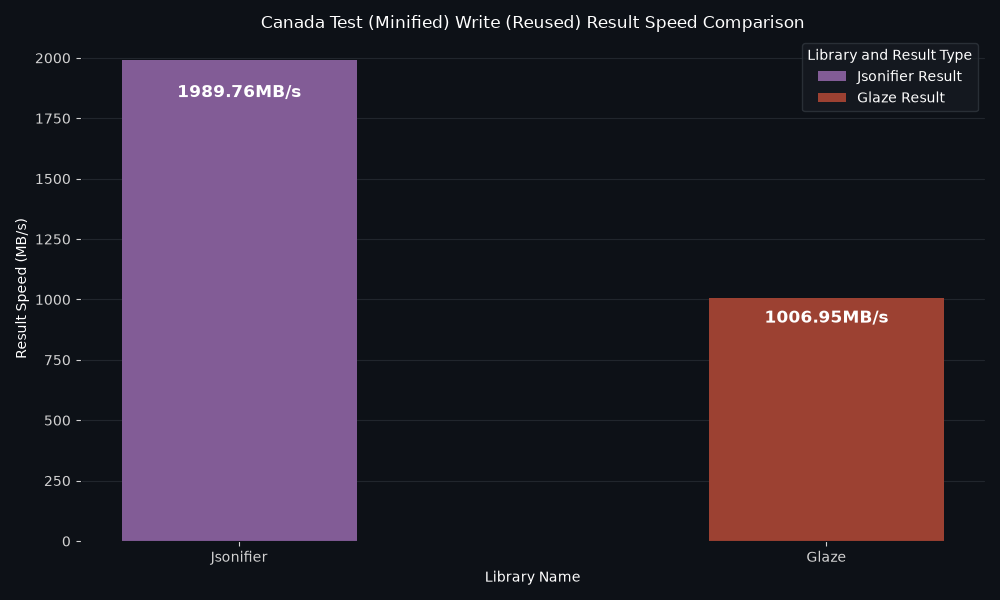 Canada Test (Minified) Write (Reused) Result Speed Comparison
Library and Result Type
Jsonifier Result
Glaze Result
1989.76MB/s
1006.95MB/s
Result Speed (MB/s)
2000
1750
1500
1250
1000
750
500
250
0
Jsonifier
Glaze
Library Name